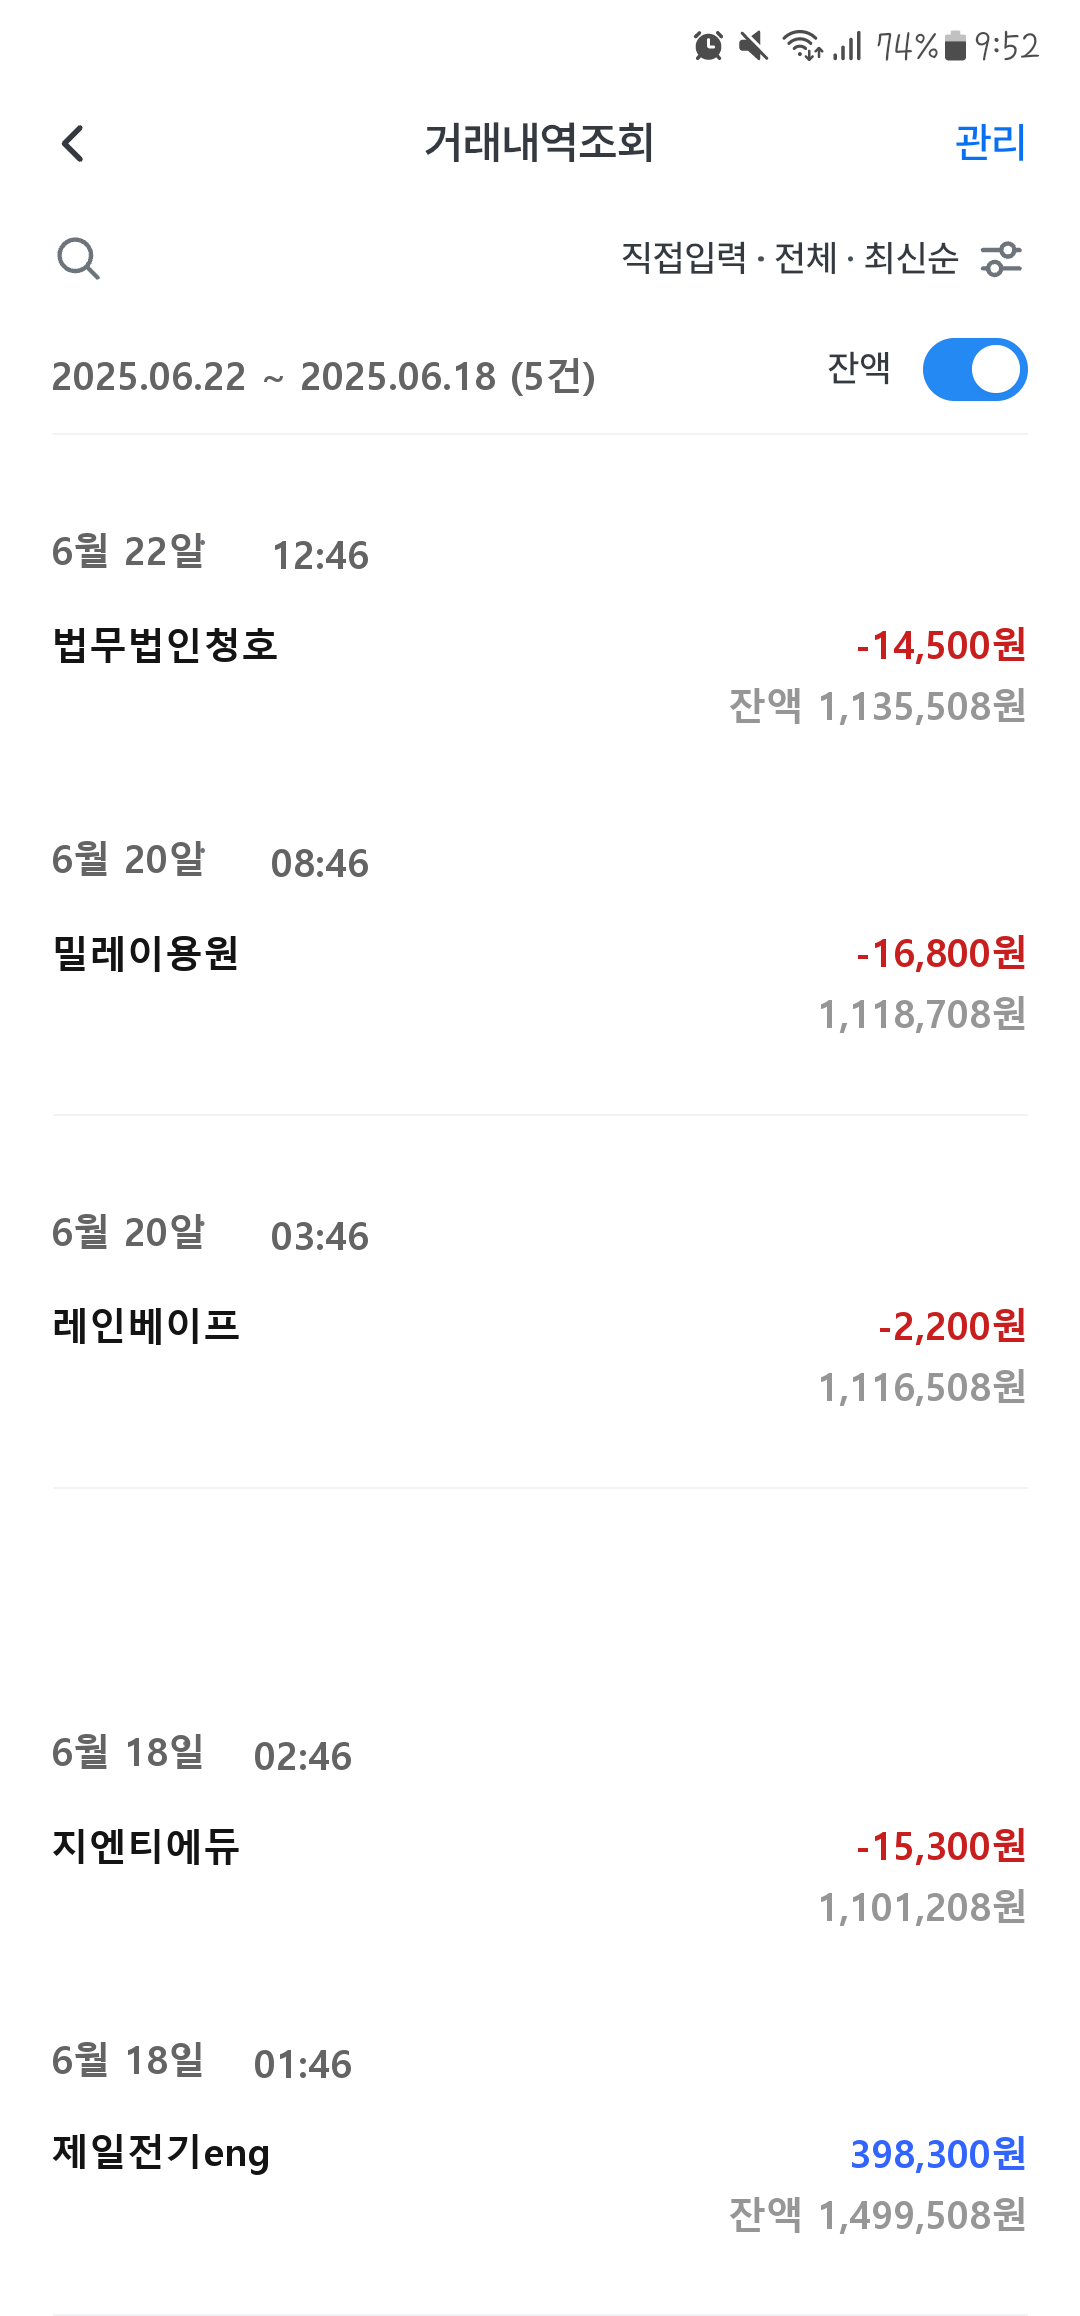 74% 9:52
거래내역조회 관리
직접입력 · 전체 · 최신순
2025.06.22 ~ 2025.06.18 (5건) 잔액
6월 22알 12:46
법무법인청호 -14,500원
잔액 1,135,508원
6월 20알 08:46
밀레이용원 -16,800원
1,118,708원
6월 20알 03:46
레인베이프 -2,200원
1,116,508원
6월 18일 02:46
지엔티에듀 -15,300원
1,101,208원
6월 18일 01:46
제일전기eng 398,300원
잔액 1,499,508원